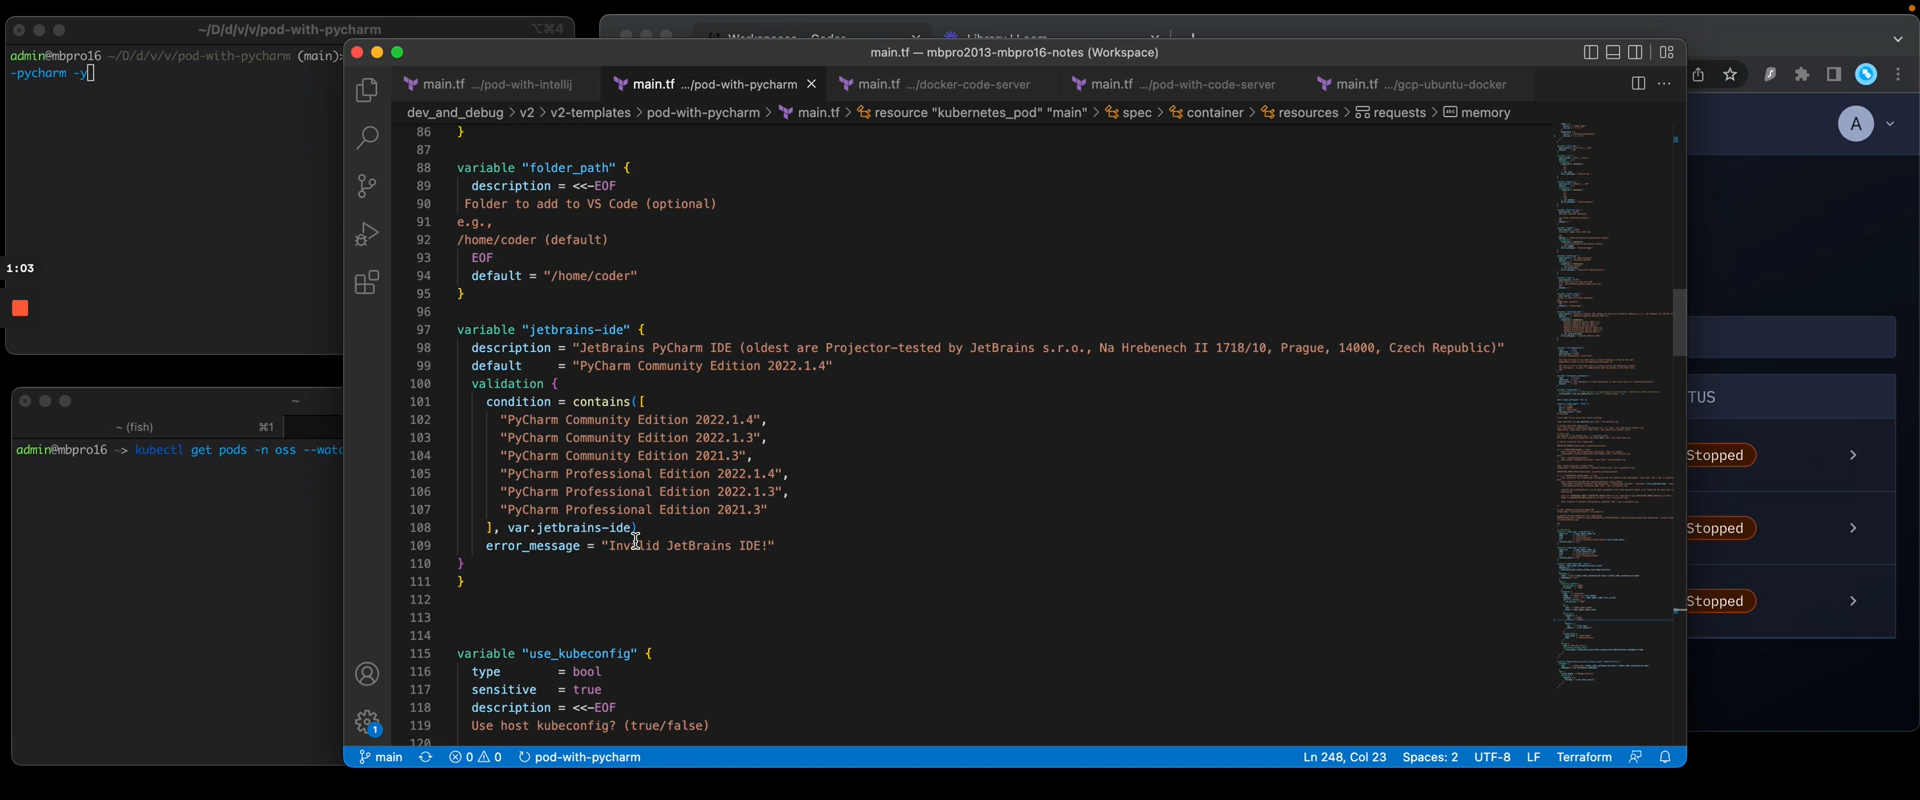 ~/D/d/v/v/pod-with-pycharm
⌥⌘4
admin@mbpro16 ~/D/d/v/v/pod-with-pycharm (main)>
-pycharm -y
1:03
~
~ (fish)
⌘1
admin@mbpro16 ~> kubectl get pods -n oss --watc
main.tf — mbpro2013-mbpro16-notes (Workspace)
main.tf .../pod-with-intellij
main.tf .../pod-with-pycharm
main.tf .../docker-code-server
main.tf .../pod-with-code-server
main.tf .../gcp-ubuntu-docker
dev_and_debug > v2 > v2-templates > pod-with-pycharm > main.tf > resource "kubernetes_pod" "main" > spec > container > resources > requests > memory
86 }
87
88 variable "folder_path" {
89 description = <<-EOF
90 Folder to add to VS Code (optional)
91 e.g.,
92 /home/coder (default)
93 EOF
94 default = "/home/coder"
95 }
96
97 variable "jetbrains-ide" {
98 description = "JetBrains PyCharm IDE (oldest are Projector-tested by JetBrains s.r.o., Na Hrebenech II 1718/10, Prague, 14000, Czech Republic)"
99 default = "PyCharm Community Edition 2022.1.4"
100 validation {
101 condition = contains([
102 "PyCharm Community Edition 2022.1.4",
103 "PyCharm Community Edition 2022.1.3",
104 "PyCharm Community Edition 2021.3",
105 "PyCharm Professional Edition 2022.1.4",
106 "PyCharm Professional Edition 2022.1.3",
107 "PyCharm Professional Edition 2021.3"
108 ], var.jetbrains-ide)
109 error_message = "Invalid JetBrains IDE!"
110 }
111 }
112
113
114
115 variable "use_kubeconfig" {
116 type = bool
117 sensitive = true
118 description = <<-EOF
119 Use host kubeconfig? (true/false)
120
1
main
0 0
pod-with-pycharm
Ln 248, Col 23
Spaces: 2
UTF-8
LF
Terraform
A
TUS
Stopped
Stopped
Stopped